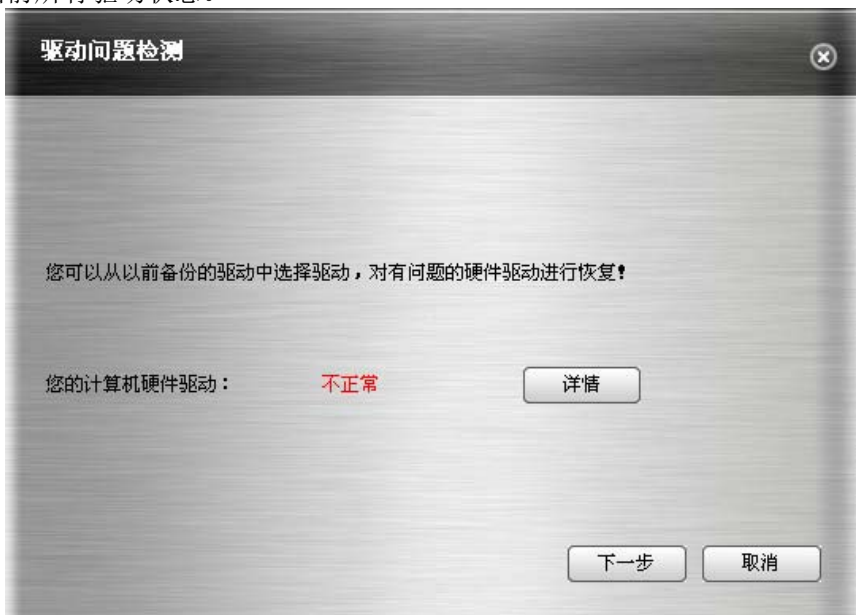 驱动问题检测
您可以从以前备份的驱动中选择驱动,对有问题的硬件驱动进行恢复!
您的计算机硬件驱动: 不正常 详情
下一步 取消